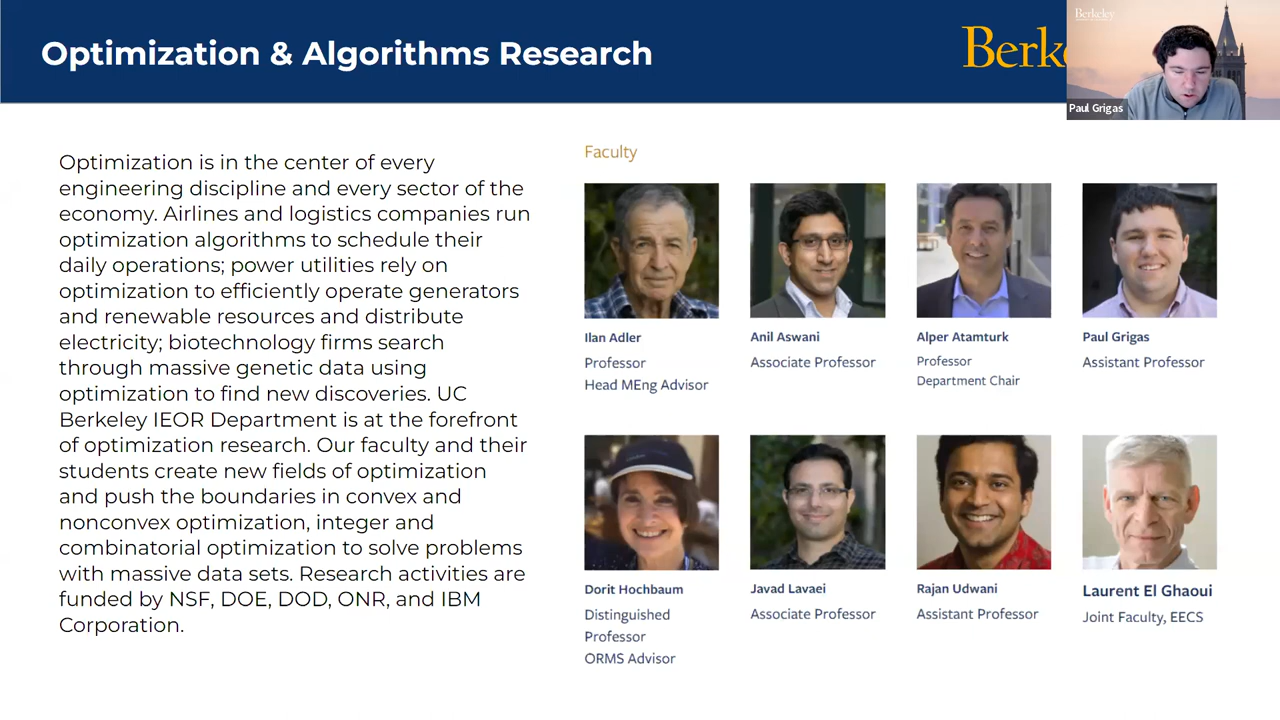 Optimization & Algorithms Research
Berke
Berkeley
Paul Grigas
Optimization is in the center of every
engineering discipline and every sector of the
economy. Airlines and logistics companies run
optimization algorithms to schedule their
daily operations; power utilities rely on
optimization to efficiently operate generators
and renewable resources and distribute
electricity; biotechnology firms search
through massive genetic data using
optimization to find new discoveries. UC
Berkeley IEOR Department is at the forefront
of optimization research. Our faculty and their
students create new fields of optimization
and push the boundaries in convex and
nonconvex optimization, integer and
combinatorial optimization to solve problems
with massive data sets. Research activities are
funded by NSF, DOE, DOD, ONR, and IBM
Corporation.
Faculty
Ilan Adler
Professor
Head MEng Advisor
Anil Aswani
Associate Professor
Alper Atamturk
Professor
Department Chair
Paul Grigas
Assistant Professor
Dorit Hochbaum
Distinguished
Professor
ORMS Advisor
Javad Lavaei
Associate Professor
Rajan Udwani
Assistant Professor
Laurent El Ghaoui
Joint Faculty, EECS